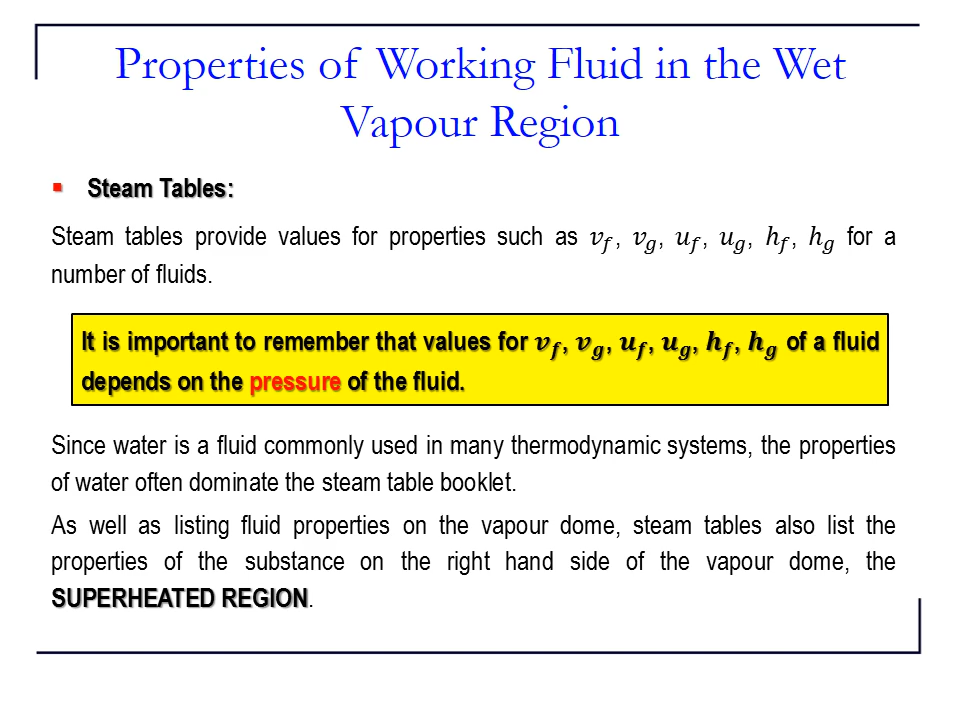 Properties of Working Fluid in the Wet
Vapour Region
▪ Steam Tables:
Steam tables provide values for properties such as 𝑣𝑓, 𝑣𝑔, 𝑢𝑓, 𝑢𝑔, ℎ𝑓, ℎ𝑔 for a
number of fluids.
It is important to remember that values for 𝒗𝒇, 𝒗𝒈, 𝒖𝒇, 𝒖𝒈, 𝒉𝒇, 𝒉𝒈 of a fluid
depends on the pressure of the fluid.
Since water is a fluid commonly used in many thermodynamic systems, the properties
of water often dominate the steam table booklet.
As well as listing fluid properties on the vapour dome, steam tables also list the
properties of the substance on the right hand side of the vapour dome, the
SUPERHEATED REGION.